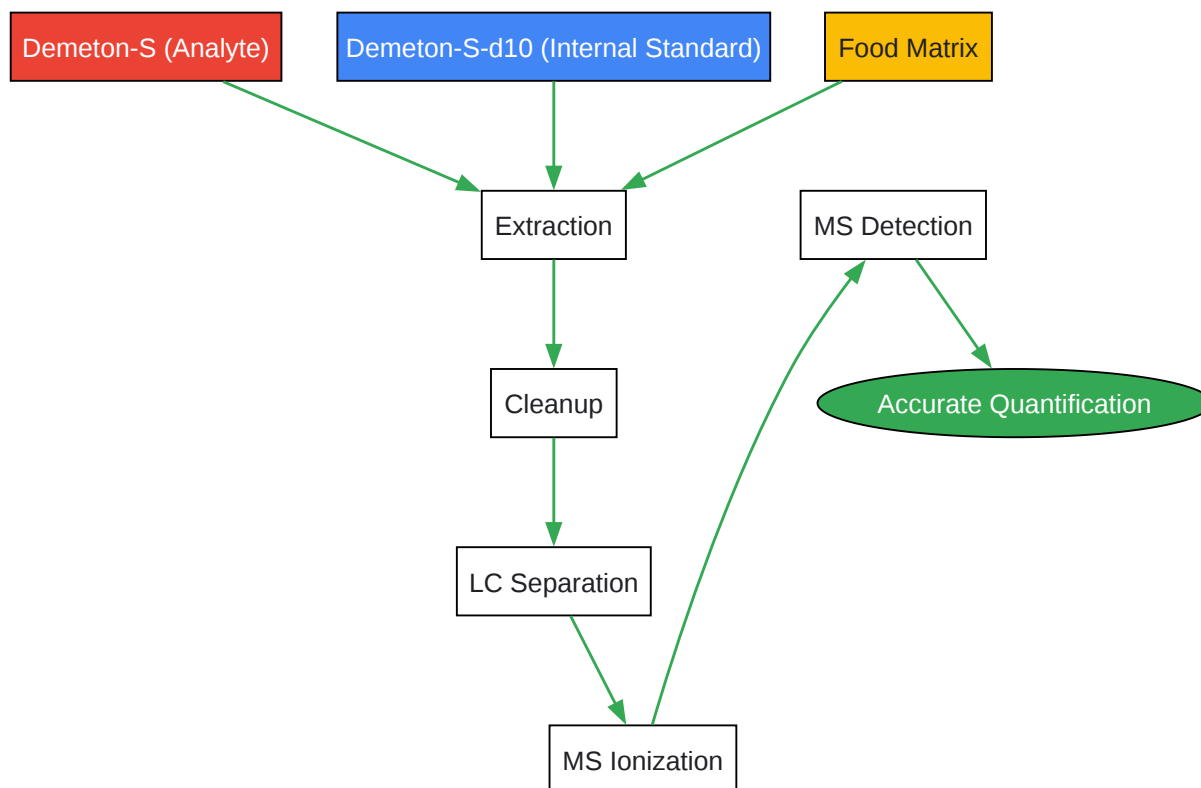 Demeton-S (Analyte)
Demeton-S-d10 (Internal Standard)
Food Matrix
Extraction
MS Detection
Cleanup
Accurate Quantification
LC Separation
MS Ionization